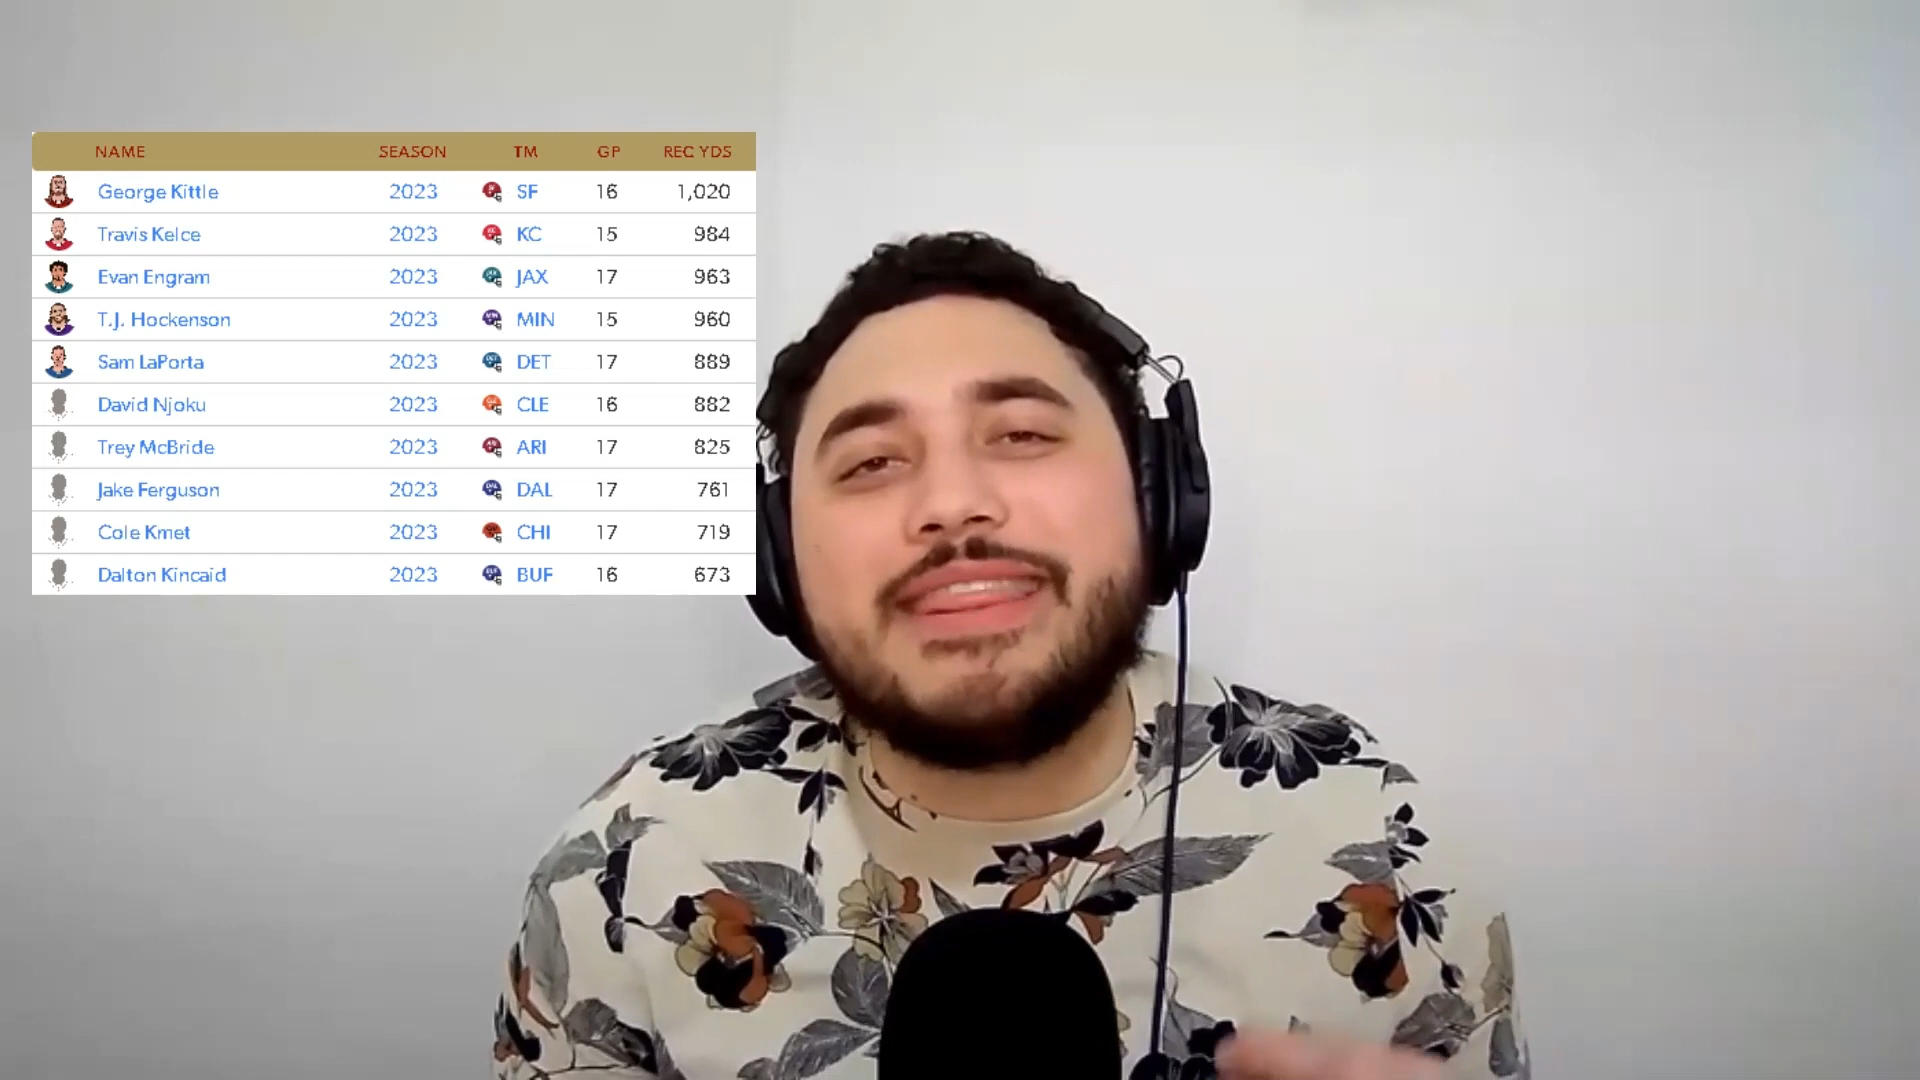 NAME SEASON TM GP REC YDS
George Kittle 2023 SF 16 1,020
Travis Kelce 2023 KC 15 984
Evan Engram 2023 JAX 17 963
T.J. Hockenson 2023 MIN 15 960
Sam LaPorta 2023 DET 17 889
David Njoku 2023 CLE 16 882
Trey McBride 2023 ARI 17 825
Jake Ferguson 2023 DAL 17 761
Cole Kmet 2023 CHI 17 719
Dalton Kincaid 2023 BUF 16 673